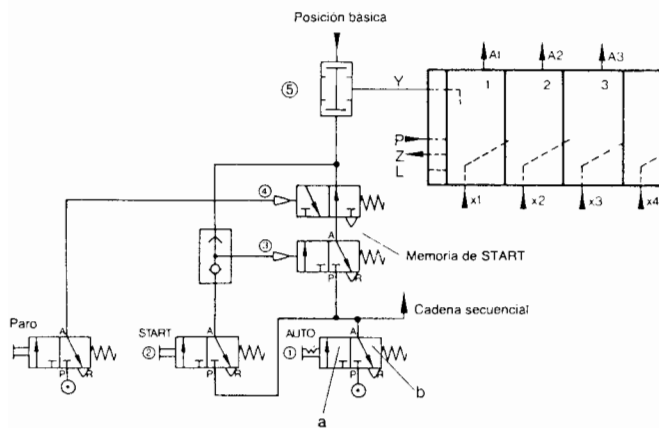 Posición básica
⑤
Y
A1
A2
A3
1
2
3
P
Z
L
x1
x2
x3
x4
④
Memoria de START
③
A
P
R
Cadena secuencial
Paro
A
P
R
START
②
A
P
R
AUTO
①
A
P
R
a
b